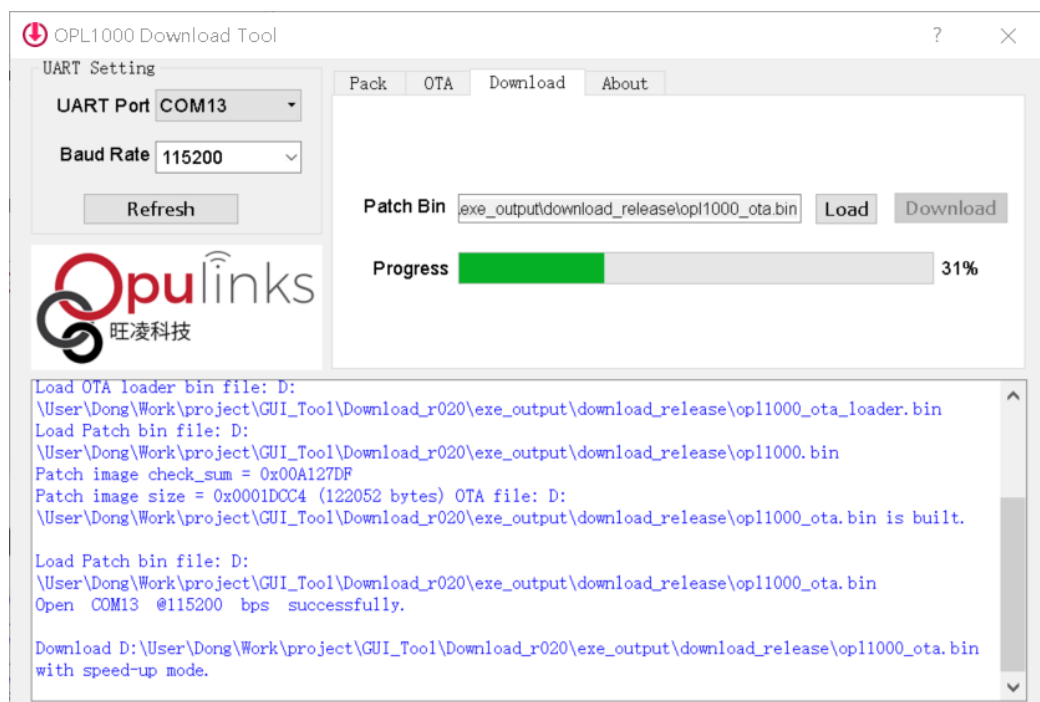 OPL1000 Download Tool
UART Setting
UART Port COM13
Baud Rate 115200
Refresh
Opulinks
旺凌科技
Pack OTA Download About
Patch Bin .exe_output\download_release\opl1000_ota.bin Load Download
Progress 31%
Load OTA loader bin file: D:
\User\Dong\Work\project\GUI_Tool\Download_r020\exe_output\download_release\opl1000_ota_loader.bin
Load Patch bin file: D:
\User\Dong\Work\project\GUI_Tool\Download_r020\exe_output\download_release\opl1000.bin
Patch image check_sum = 0x00A127DF
Patch image size = 0x0001DCC4 (122052 bytes) OTA file: D:
\User\Dong\Work\project\GUI_Tool\Download_r020\exe_output\download_release\opl1000_ota.bin is built.
Load Patch bin file: D:
\User\Dong\Work\project\GUI_Tool\Download_r020\exe_output\download_release\opl1000_ota.bin
Open COM13 @115200 bps successfully.
Download D:\User\Dong\Work\project\GUI_Tool\Download_r020\exe_output\download_release\opl1000_ota.bin
with speed-up mode.